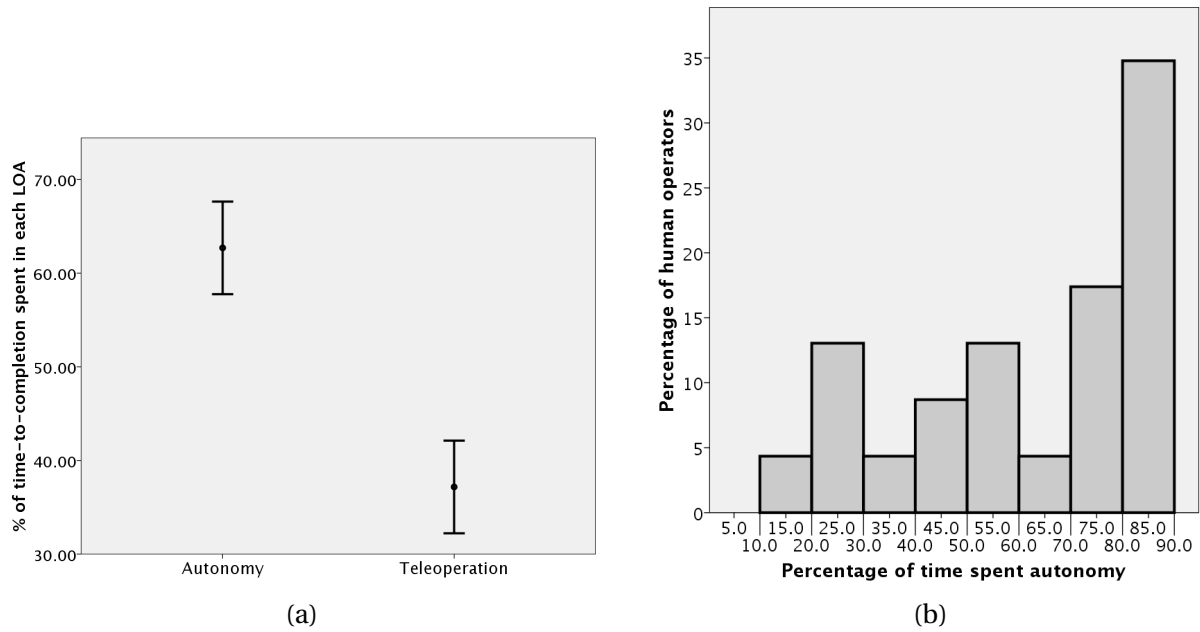 % of time-to-completion spent in each LOA
70.00
60.00
50.00
40.00
30.00
Autonomy Teleoperation
(a)
Percentage of human operators
35
30
25
20
15
10
5
0
5.0 15.0 25.0 35.0 45.0 55.0 65.0 75.0 85.0
10.0 20.0 30.0 40.0 50.0 60.0 70.0 80.0 90.0
Percentage of time spent autonomy
(b)